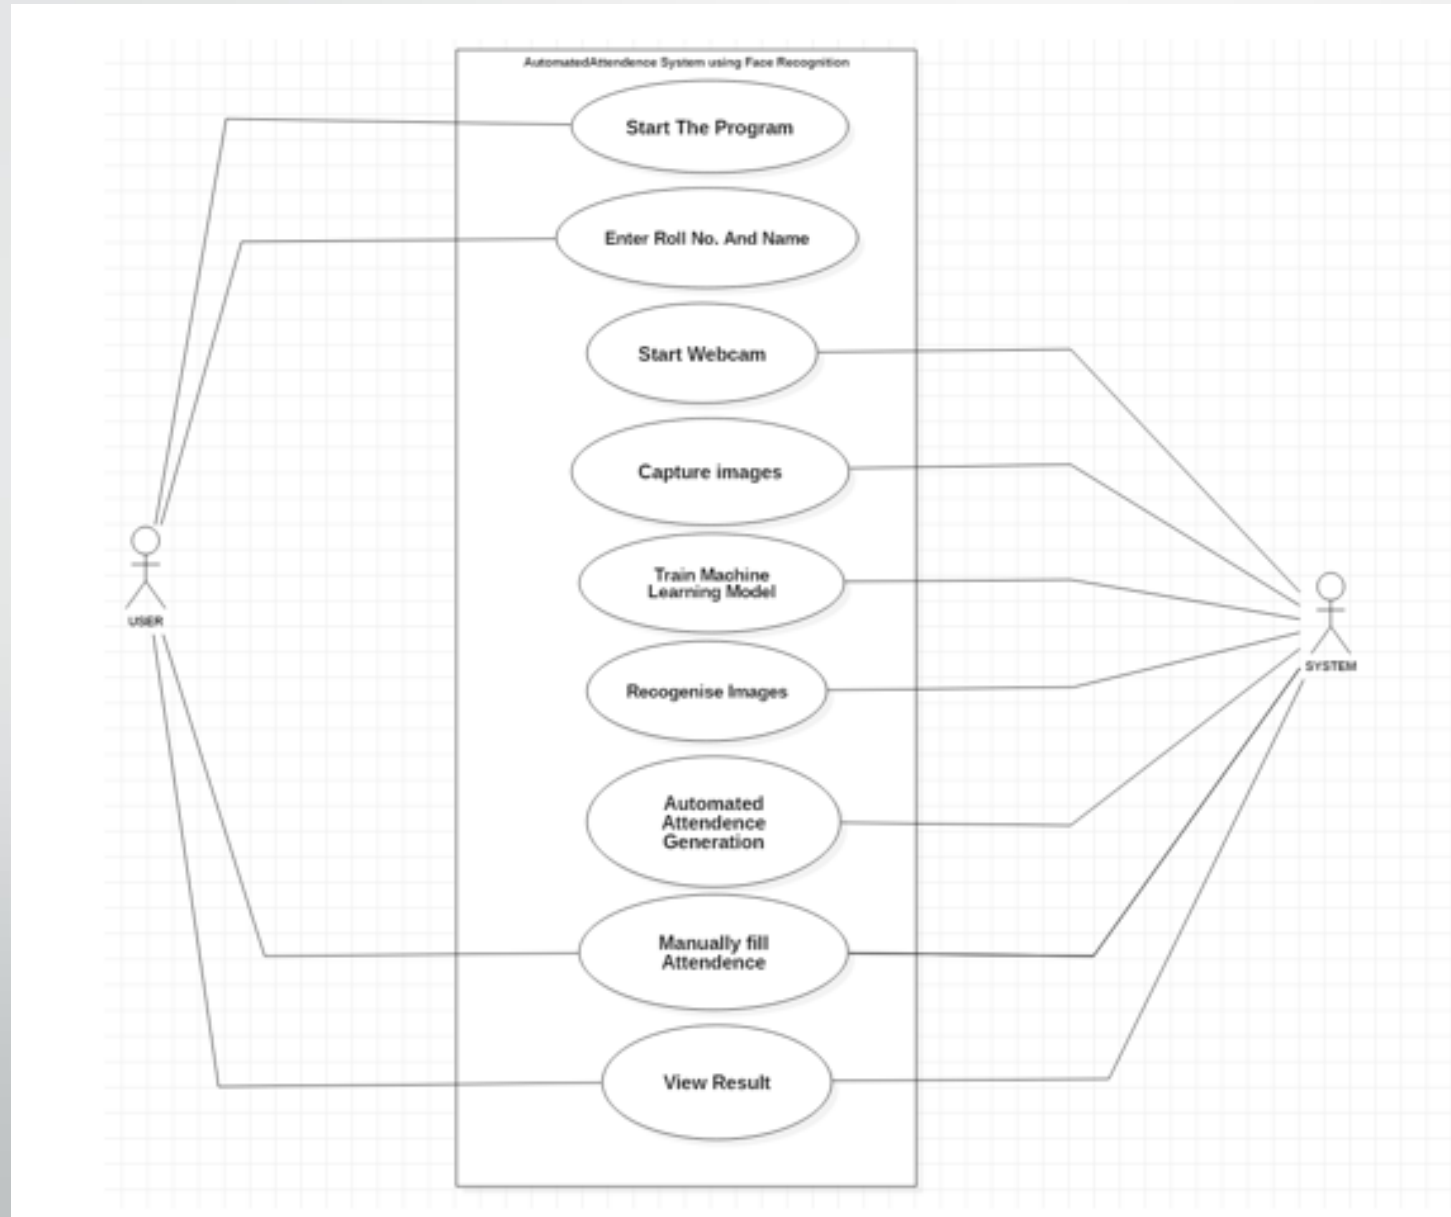 AutomatedAttendence System using Face Recognition
Start The Program
Enter Roll No. And Name
Start Webcam
Capture images
Train Machine
Learning Model
USER
SYSTEM
Recogenise Images
Automated
Attendence
Generation
Manually fill
Attendence
View Result